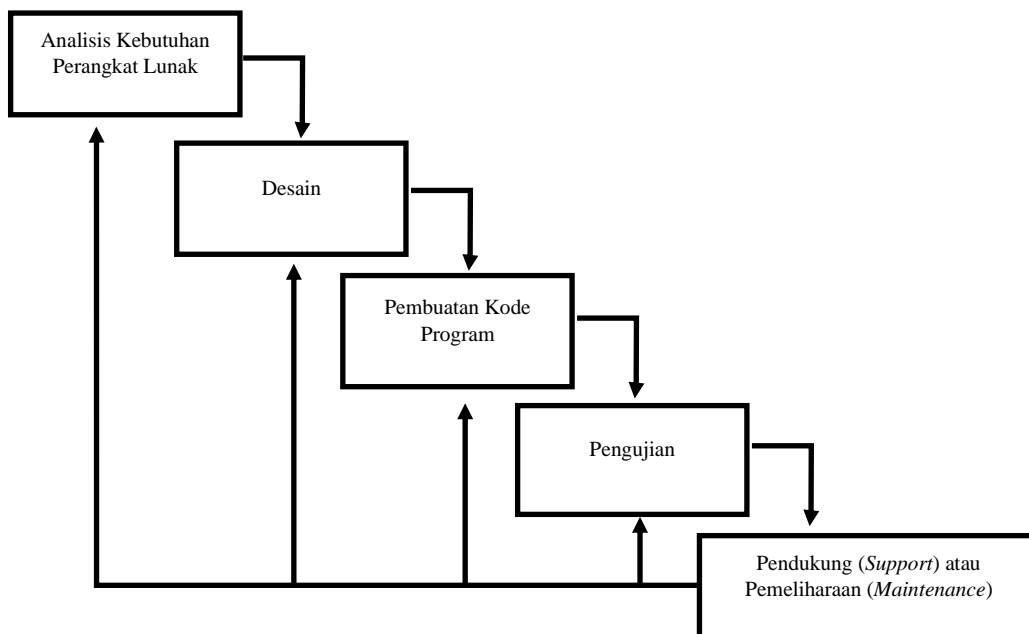 Analisis Kebutuhan
Perangkat Lunak
Desain
Pembuatan Kode
Program
Pengujian
Pendukung (Support) atau
Pemeliharaan (Maintenance)